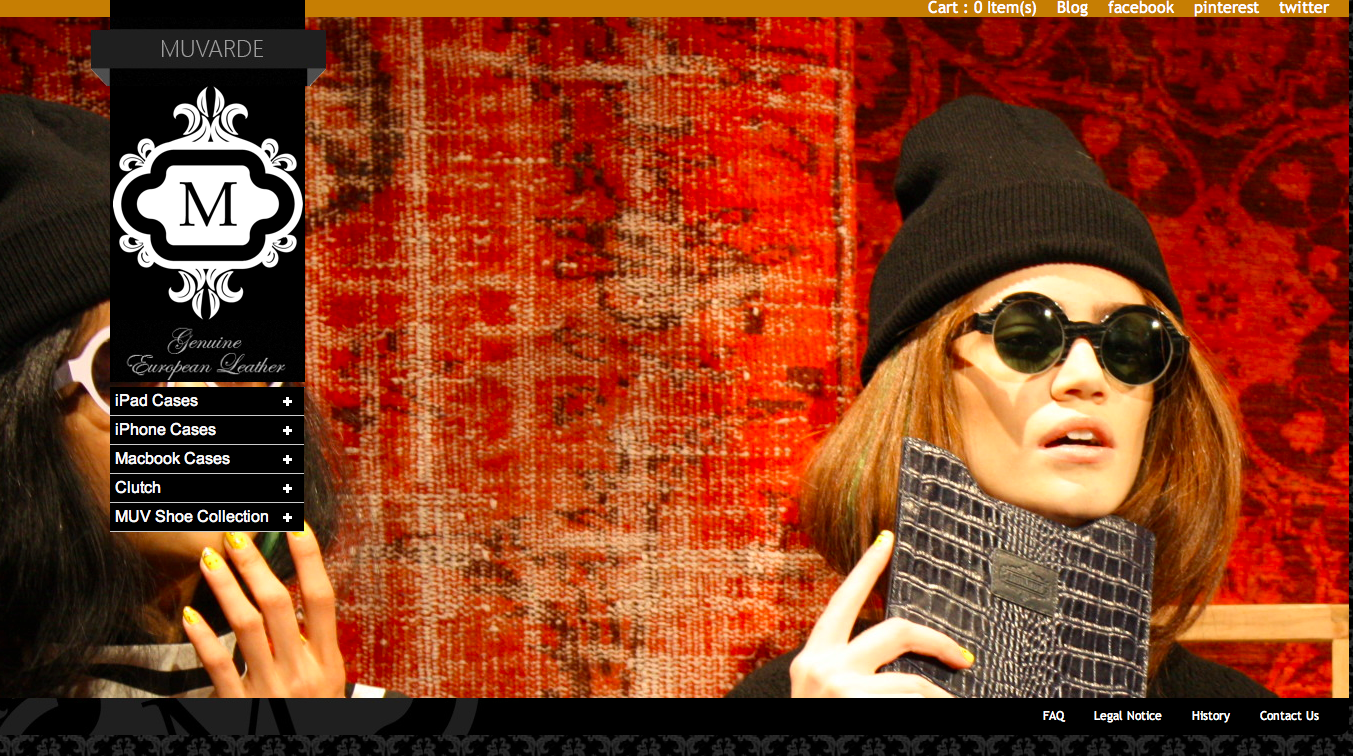 Cart : 0 Item(s) Blog facebook pinterest twitter
MUVARDE
M
Genuine
European Leather
iPad Cases +
iPhone Cases +
Macbook Cases +
Clutch +
MUV Shoe Collection +
FAQ Legal Notice History Contact Us